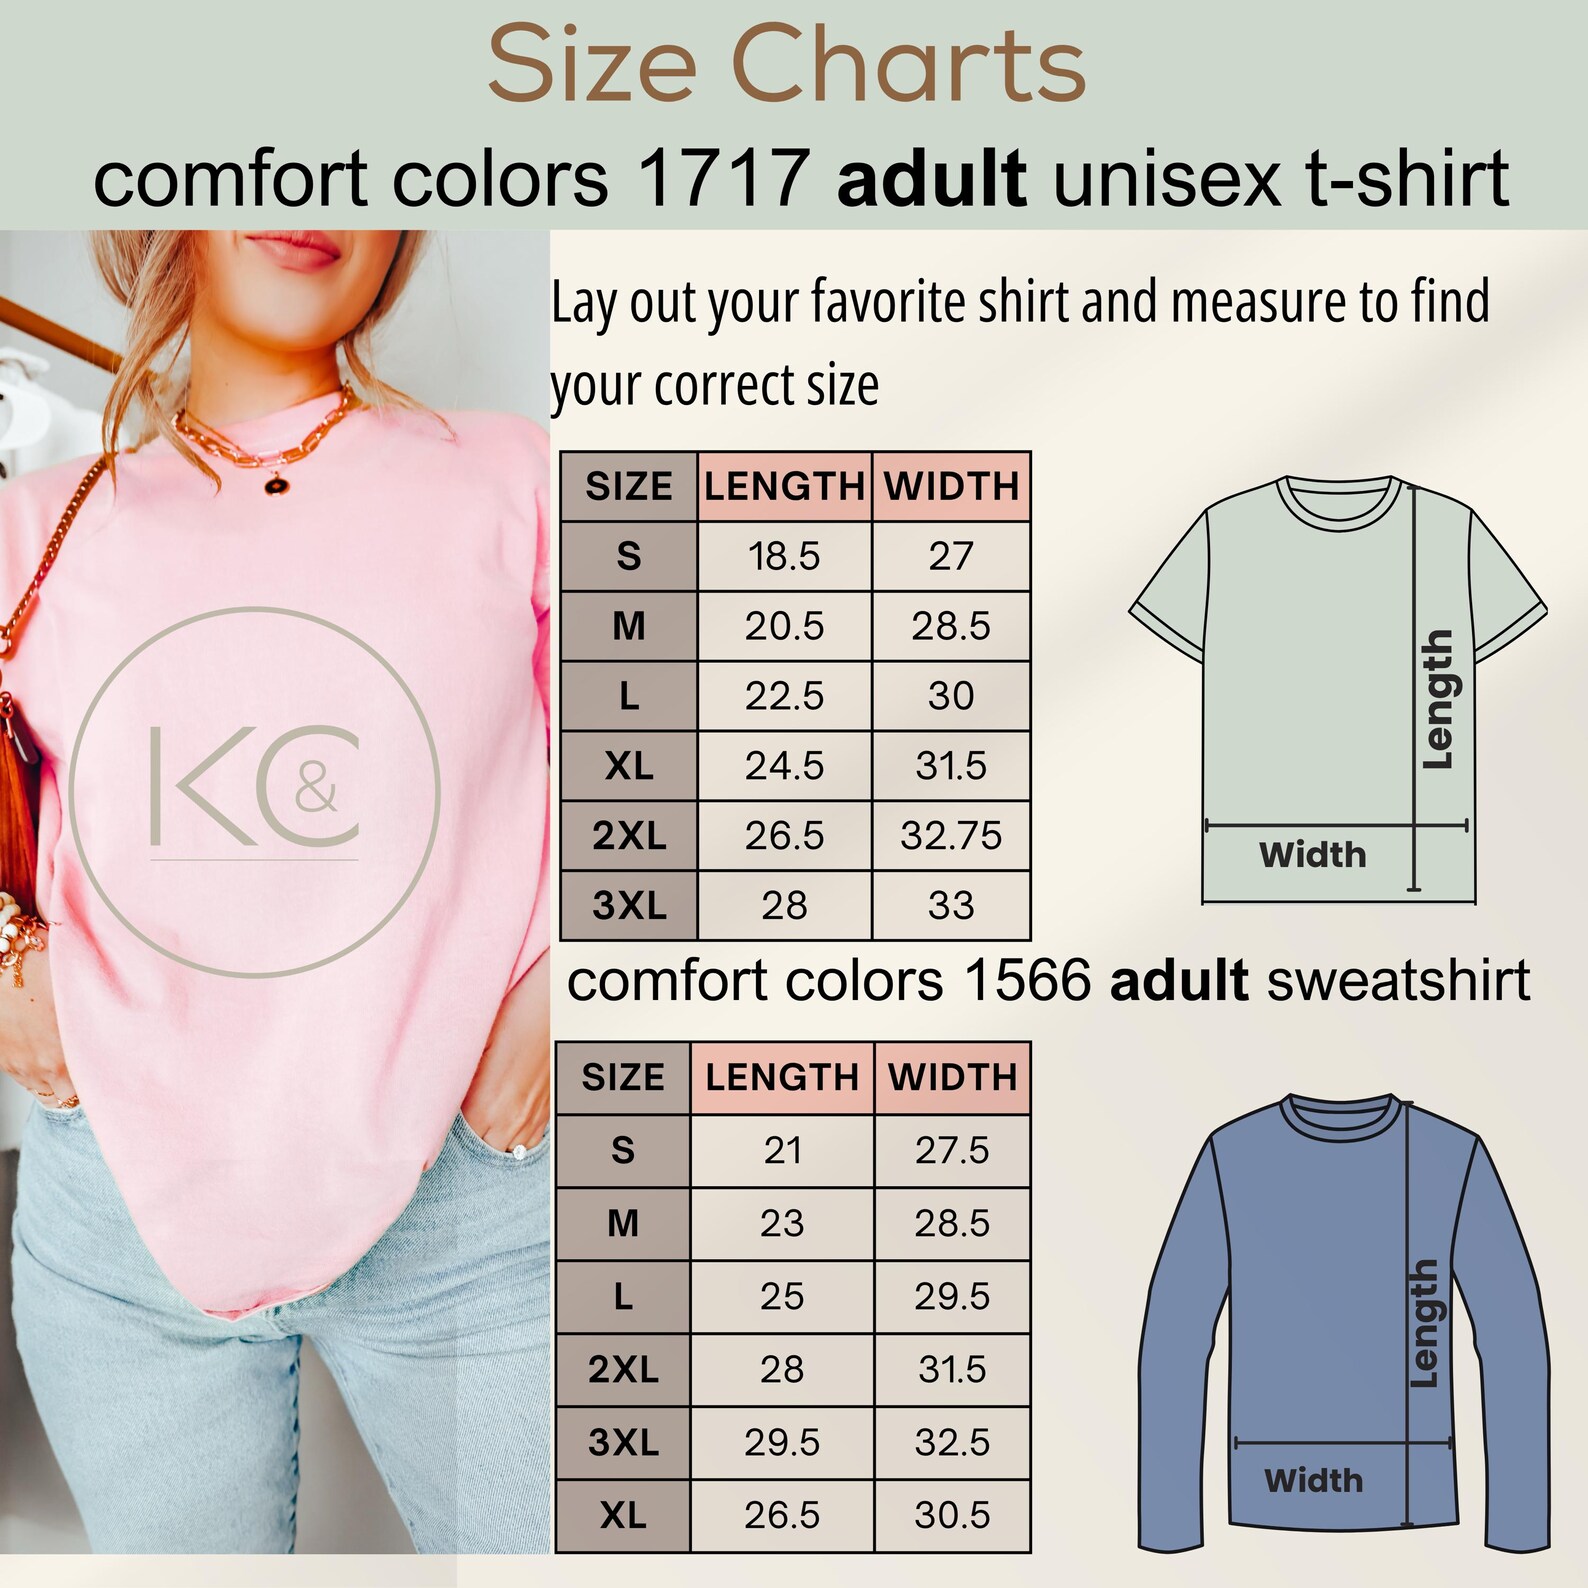 Size Charts
comfort colors 1717 adult unisex t-shirt
Lay out your favorite shirt and measure to find
your correct size
SIZE LENGTH WIDTH
S 18.5 27
M 20.5 28.5
L 22.5 30
XL 24.5 31.5
2XL 26.5 32.75
3XL 28 33
Length
Width
K&C
comfort colors 1566 adult sweatshirt
SIZE LENGTH WIDTH
S 21 27.5
M 23 28.5
L 25 29.5
2XL 28 31.5
3XL 29.5 32.5
XL 26.5 30.5
Length
Width